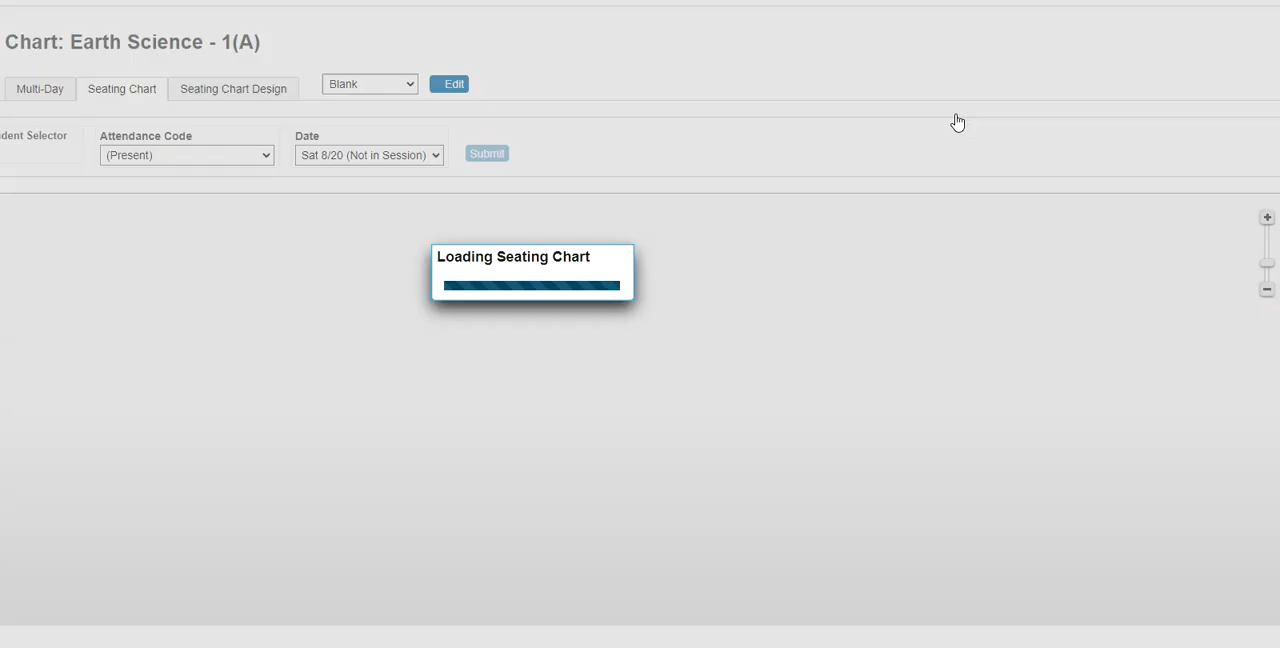 Chart: Earth Science - 1(A)
Multi-Day
Seating Chart
Seating Chart Design
Blank
Edit
dent Selector
Attendance Code
Date
(Present)
Sat 8/20 (Not in Session)
Submit
Loading Seating Chart